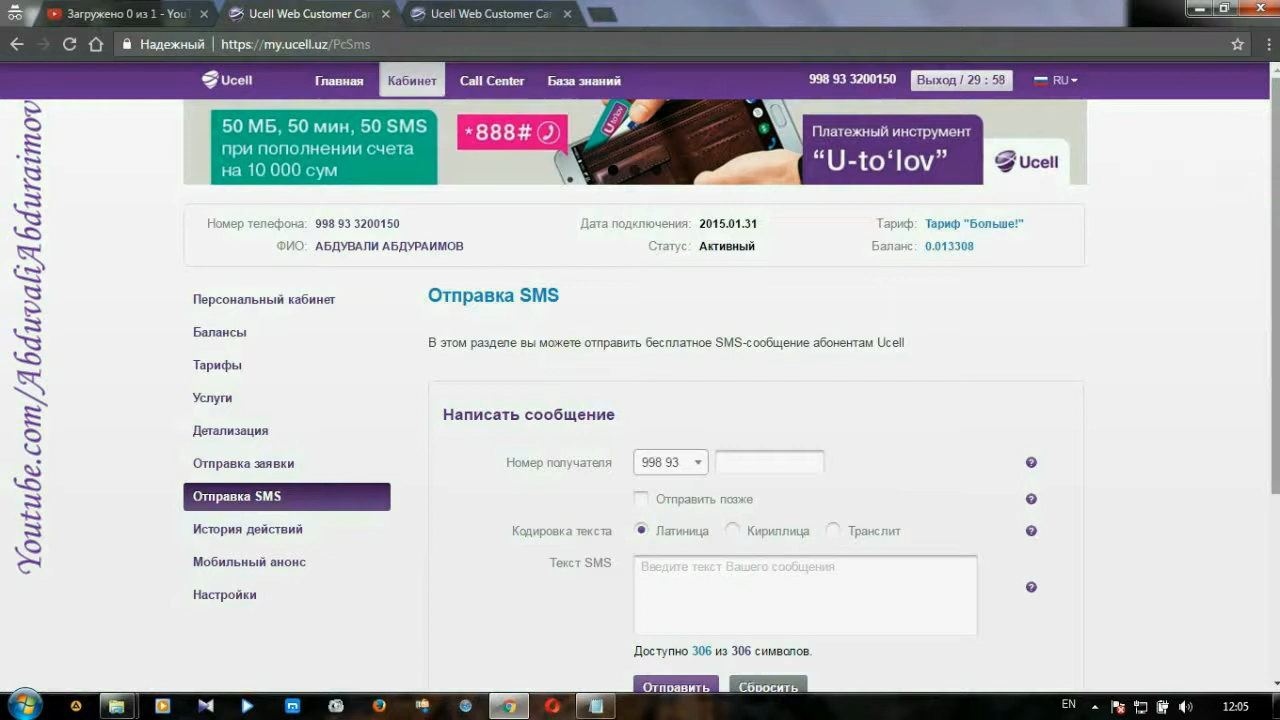 Загружено 0 из 1 - YouT
Ucell Web Customer Car
Ucell Web Customer Car
Надежный
https://my.ucell.uz/PcSms
Ucell
Главная
Кабинет
Call Center
База знаний
998 93 3200150
Выход / 29 : 58
RU
50 МБ, 50 мин, 50 SMS
при пополнении счета
на 10 000 сум
*888#
U-to'lov
Платежный инструмент
“U-to‘lov”
Ucell
Номер телефона: 998 93 3200150
Дата подключения: 2015.01.31
Тариф: Тариф "Больше!"
ФИО: АБДУВАЛИ АБДУРАИМОВ
Статус: Активный
Баланс: 0.013308
Персональный кабинет
Балансы
Тарифы
Услуги
Детализация
Отправка заявки
Отправка SMS
История действий
Мобильный анонс
Настройки
Отправка SMS
В этом разделе вы можете отправить бесплатное SMS-сообщение абонентам Ucell
Написать сообщение
Номер получателя 998 93
Отправить позже
Кодировка текста Латиница Кириллица Транслит
Текст SMS
Введите текст Вашего сообщения
Доступно 306 из 306 символов.
Отправить
Сбросить
Youtube.com/AbduvaliAbduraimov
EN
12:05